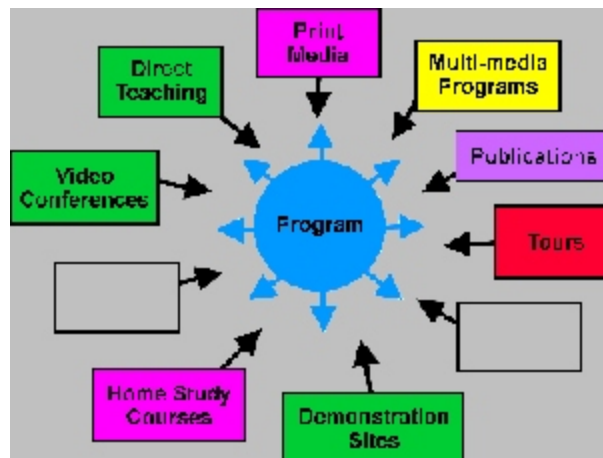 Print
Media
Direct
Teaching
Multi-media
Programs
Video
Conferences
Publications
Program
Tours
Home Study
Courses
Demonstration
Sites